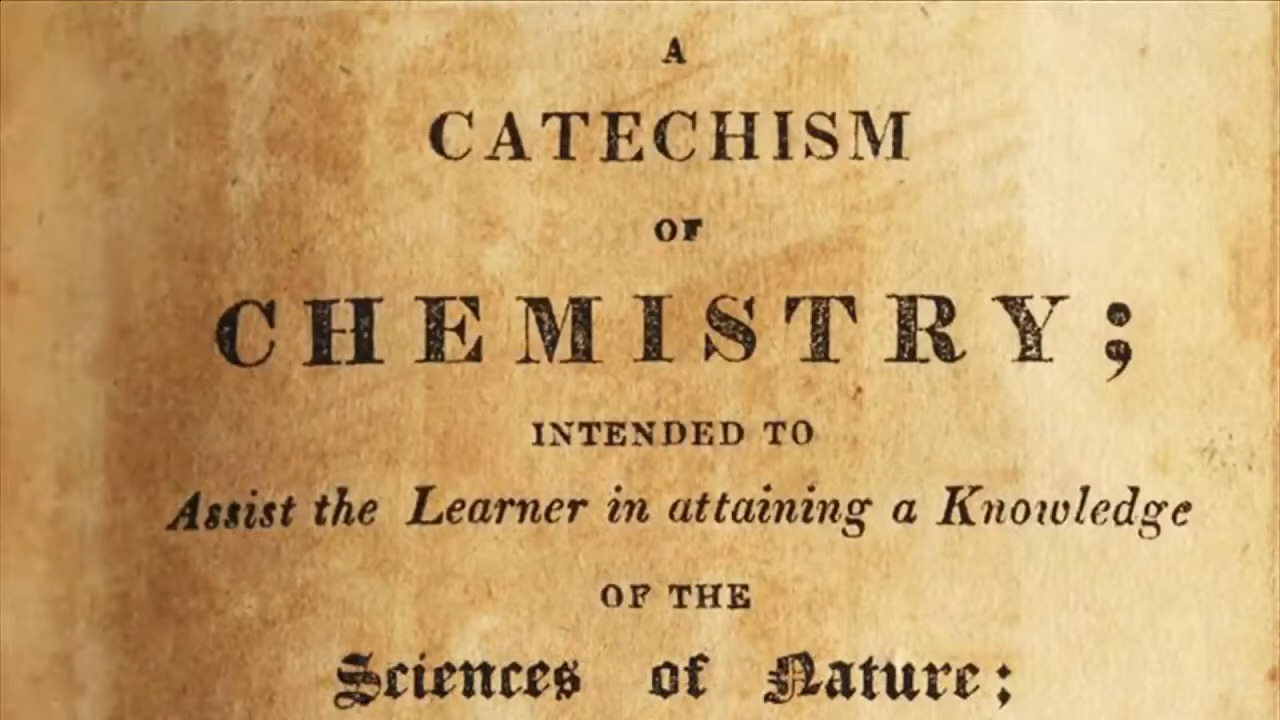 A
CATECHISM
OF
CHEMISTRY;
INTENDED TO
Assist the Learner in attaining a Knowledge
OF THE
Sciences of Nature;